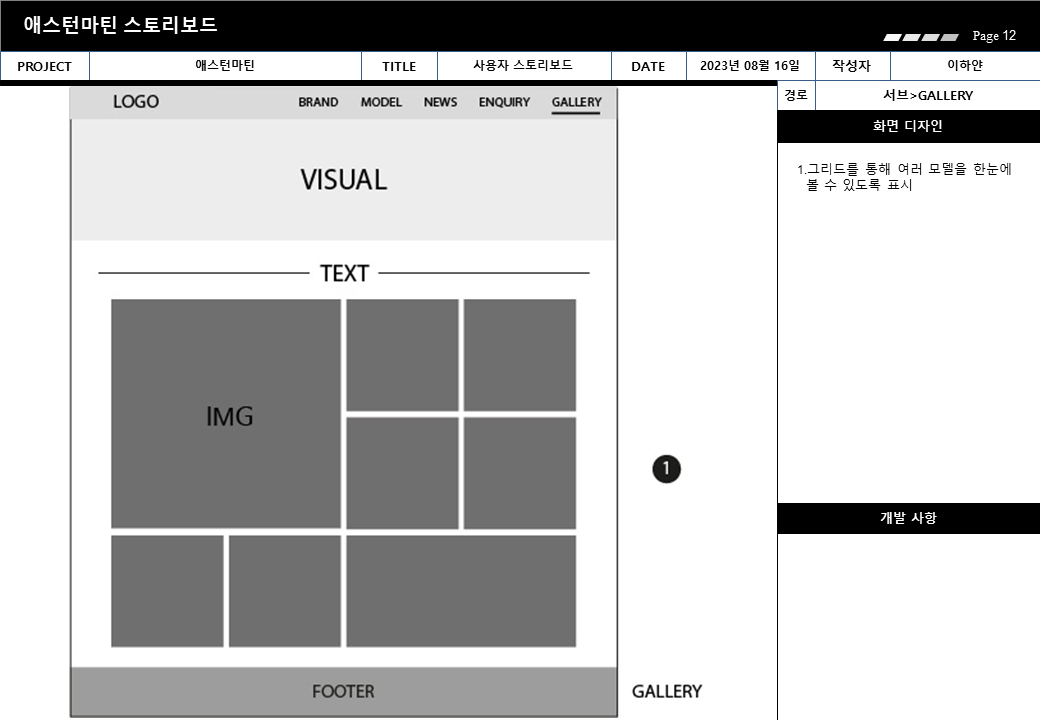 애스턴마틴 스토리보드
Page 12
PROJECT 애스턴마틴 TITLE 사용자 스토리보드 DATE 2023년 08월 16일 작성자 이하얀
경로 서브>GALLERY
LOGO BRAND MODEL NEWS ENQUIRY GALLERY
화면 디자인
1.그리드를 통해 여러 모델을 한눈에
볼 수 있도록 표시
VISUAL
TEXT
IMG
1
개발 사항
FOOTER
GALLERY